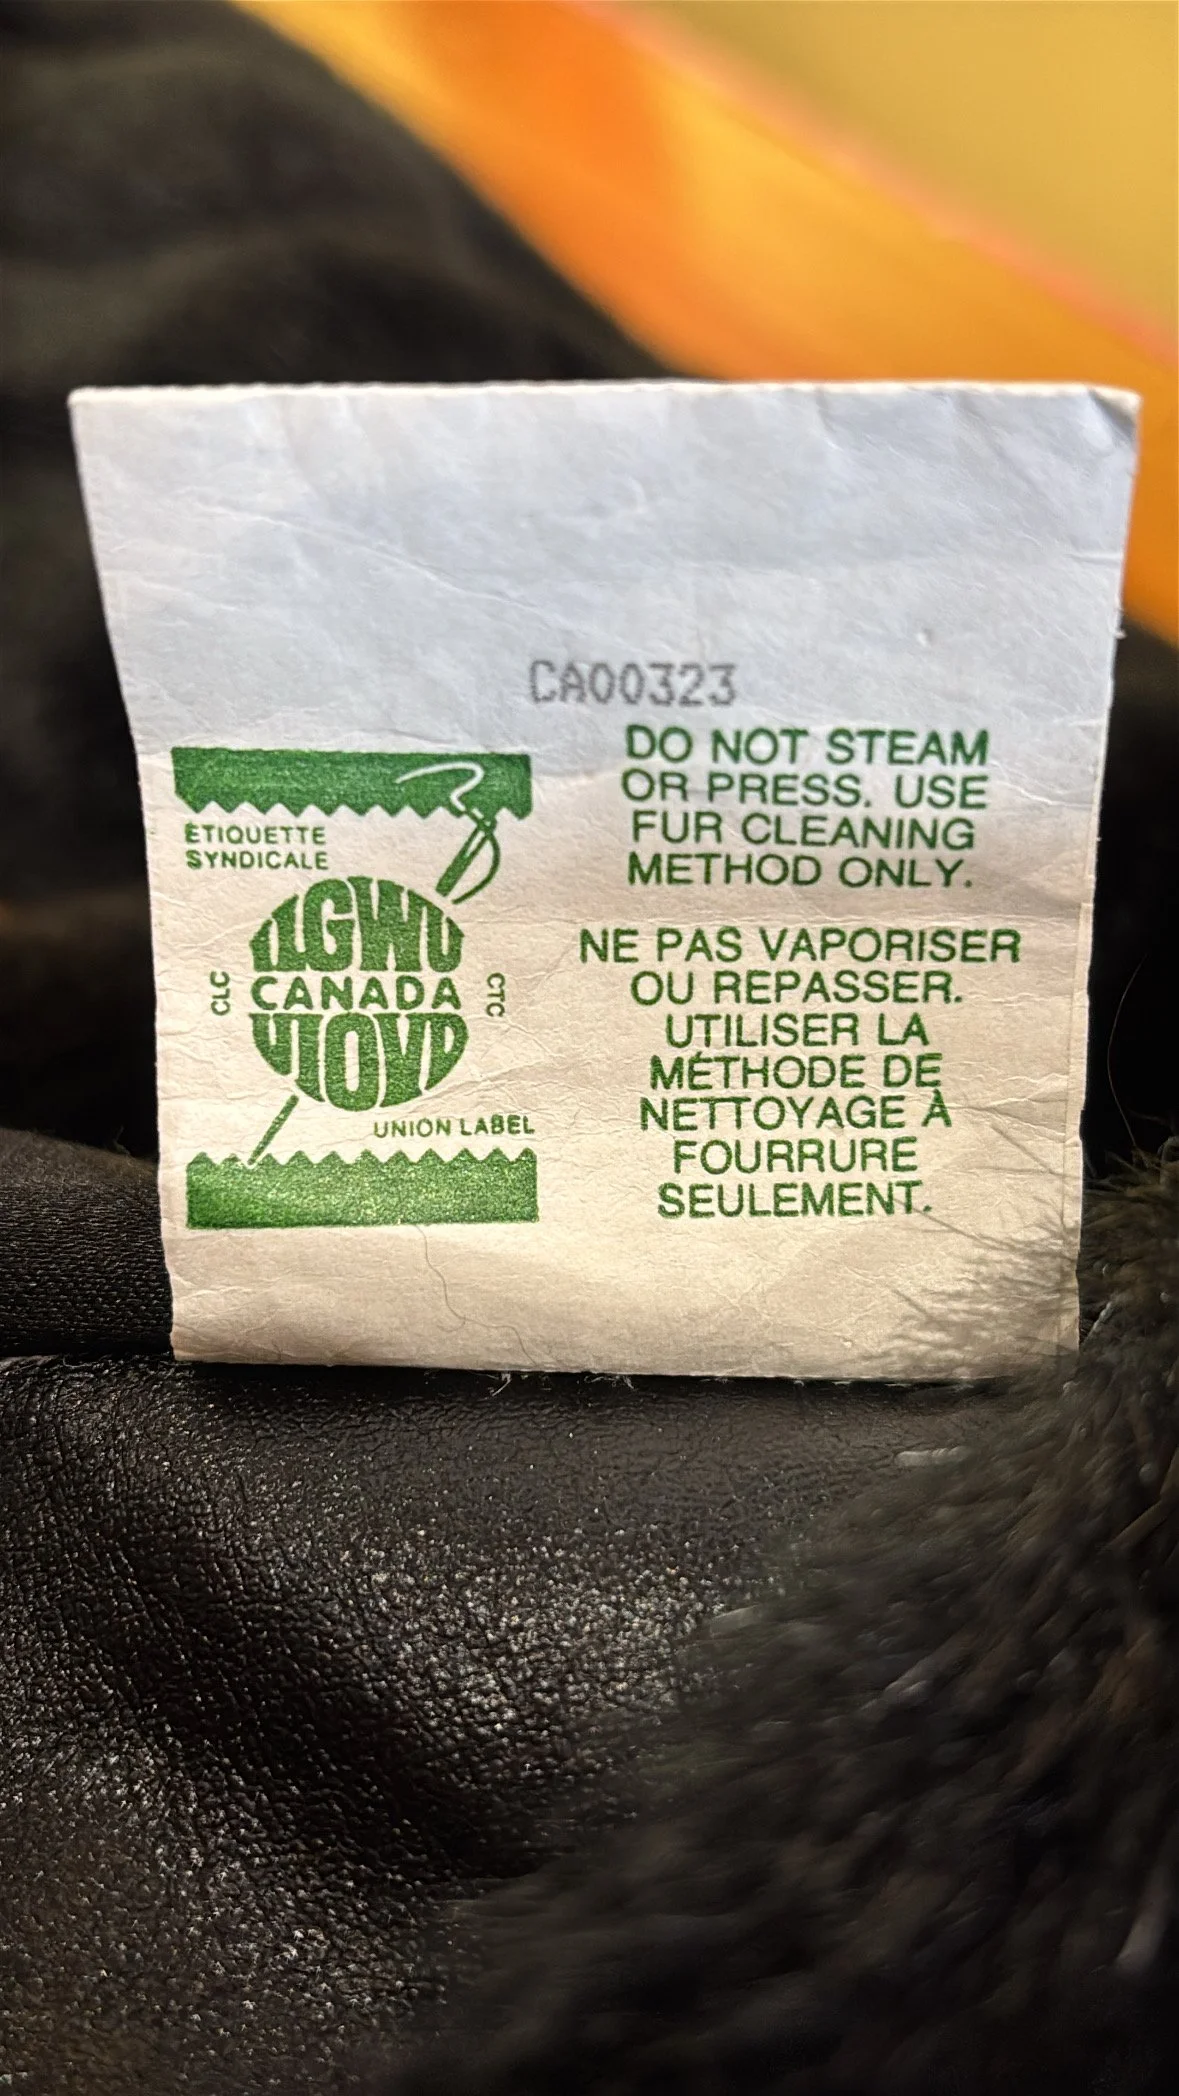 CA00323
DO NOT STEAM
OR PRESS. USE
FUR CLEANING
METHOD ONLY.
NE PAS VAPORISER
OU REPASSER.
UTILISER LA
MÉTHODE DE
NETTOYAGE À
FOURRURE
SEULEMENT.
ÉTIQUETTE
SYNDICALE
ILGWU
CLC CANADA CTC
UIOVD
UNION LABEL